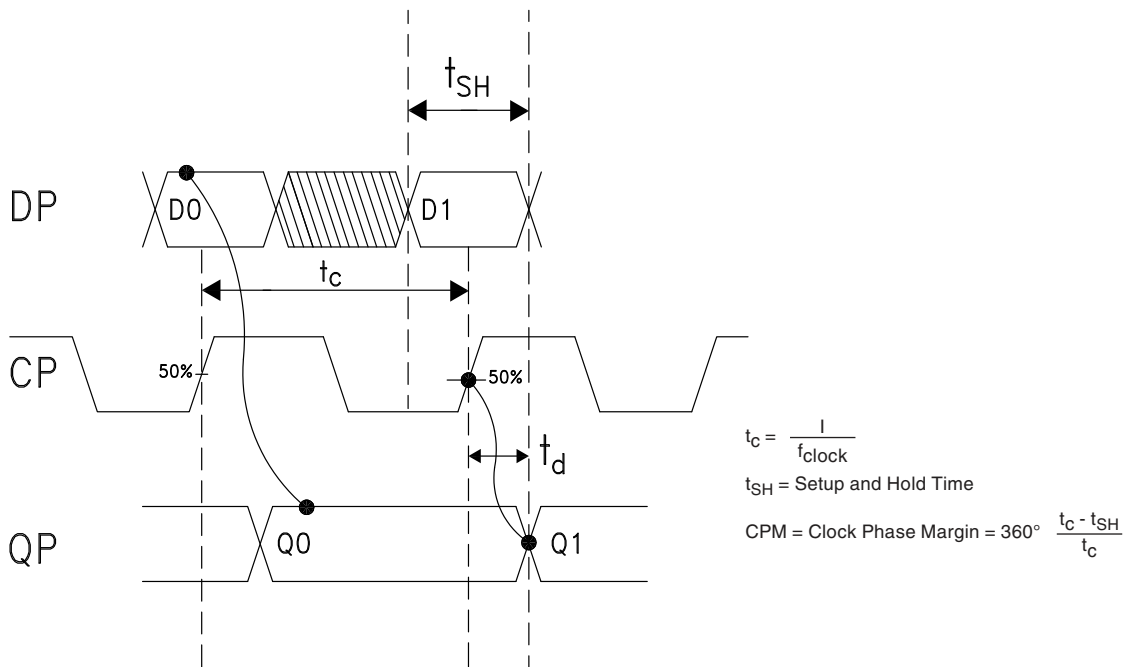 tSH
DP
D0
D1
tc
CP
50%
50%
td
QP
Q0
Q1
tc = I / fclock
tSH = Setup and Hold Time
CPM = Clock Phase Margin = 360° tc - tSH / tc